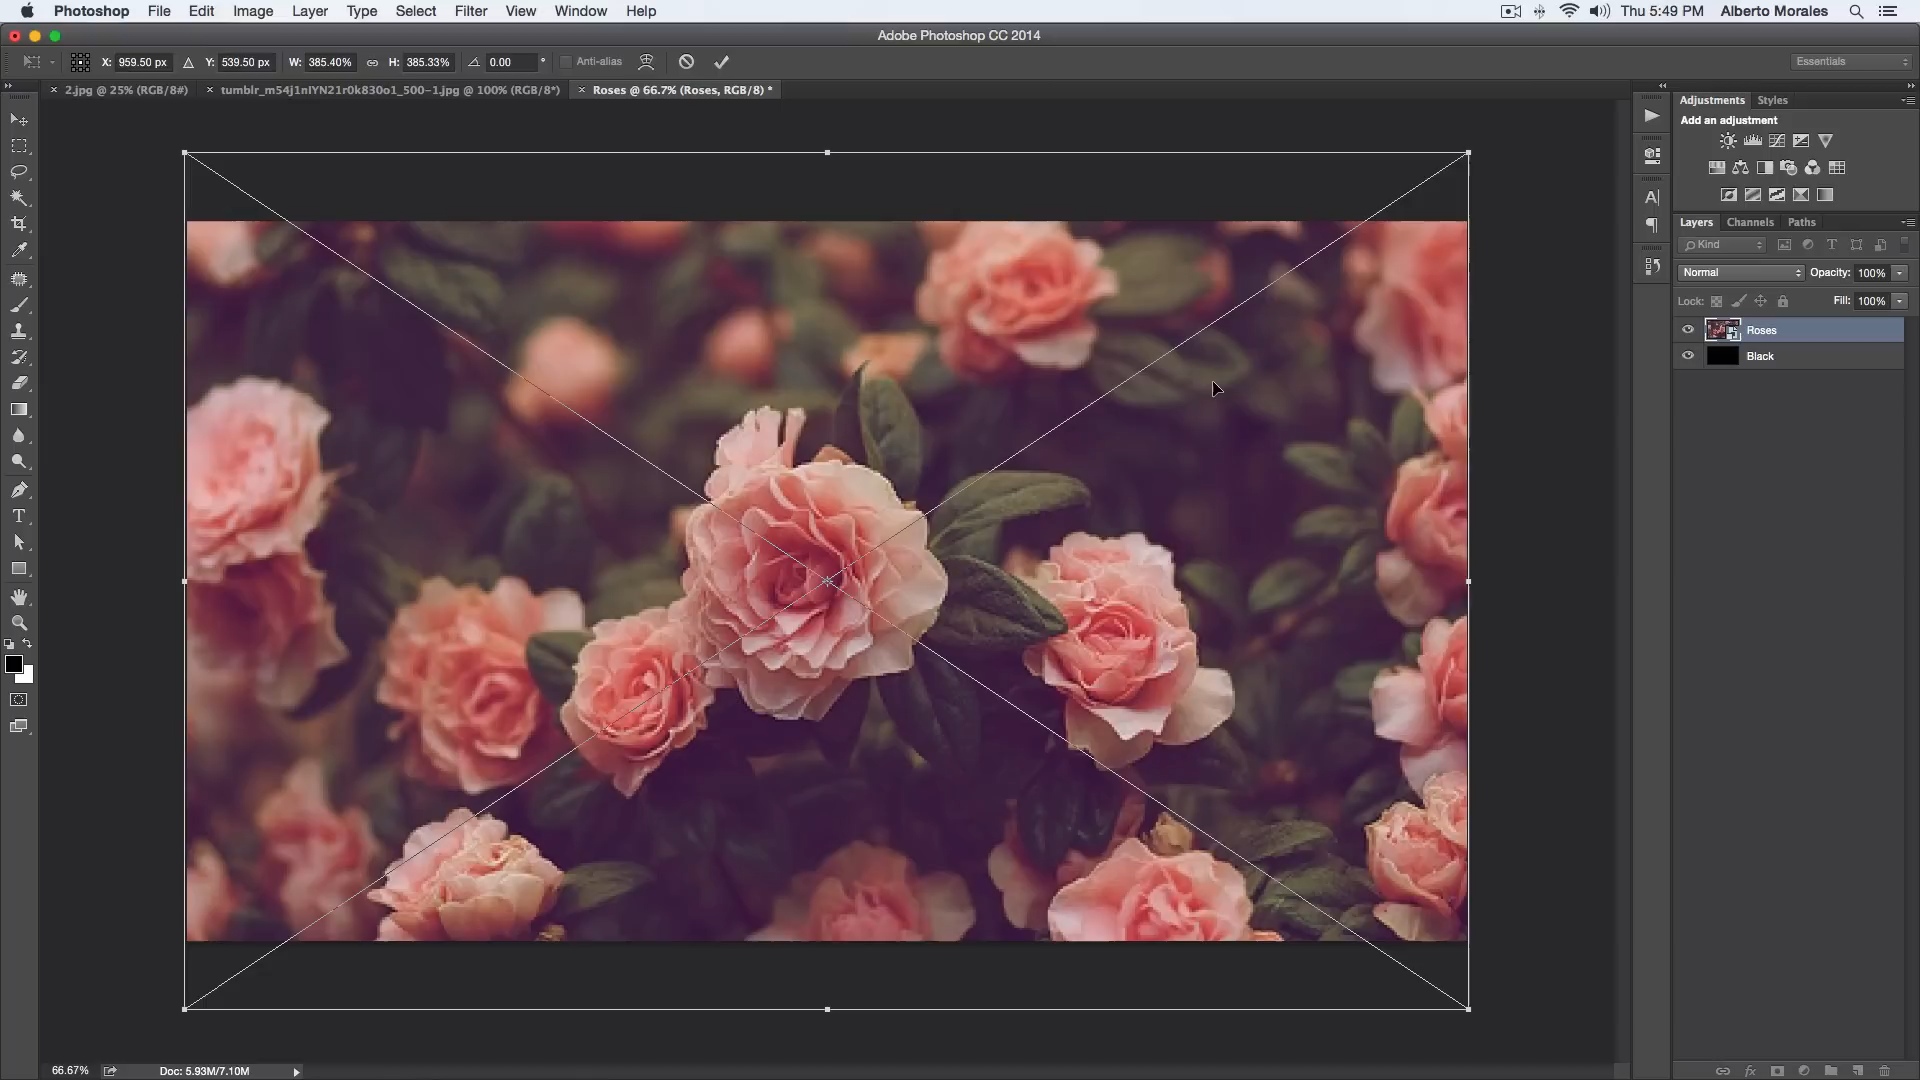 Photoshop File Edit Image Layer Type Select Filter View Window Help Thu 5:49 PM Alberto Morales
Adobe Photoshop CC 2014
X: 959.50 px Y: 539.50 px W: 385.40% H: 385.33% 0.00 ° Anti-alias Essentials
2.jpg @ 25% (RGB/8#) tumblr_m54j1nIYN21r0k830o1_500-1.jpg @ 100% (RGB/8*) Roses @ 66.7% (Roses, RGB/8) *
Adjustments Styles
Add an adjustment
Layers Channels Paths
Kind
Normal Opacity: 100%
Lock: Fill: 100%
Roses
Black
66.67% Doc: 5.93M/7.10M